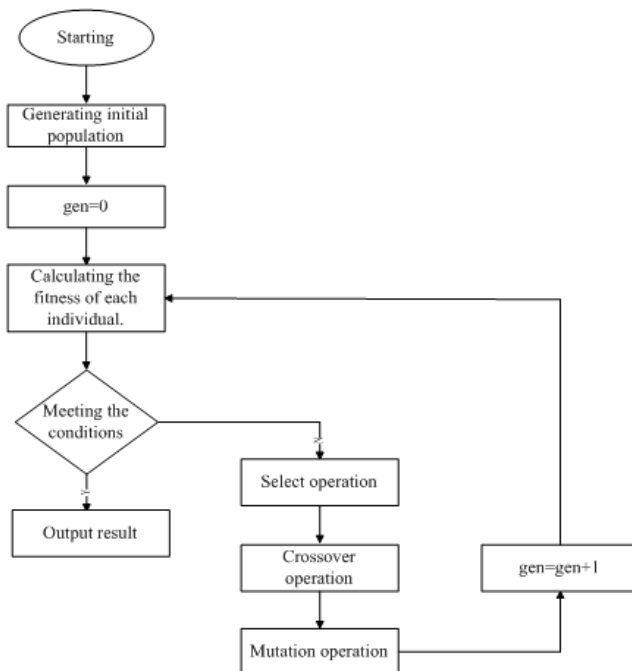 Starting
Generating initial
population
gen=0
Calculating the
fitness of each
individual.
Meeting the
conditions
N
Y
Select operation
Output result
Crossover
operation
gen=gen+1
Mutation operation